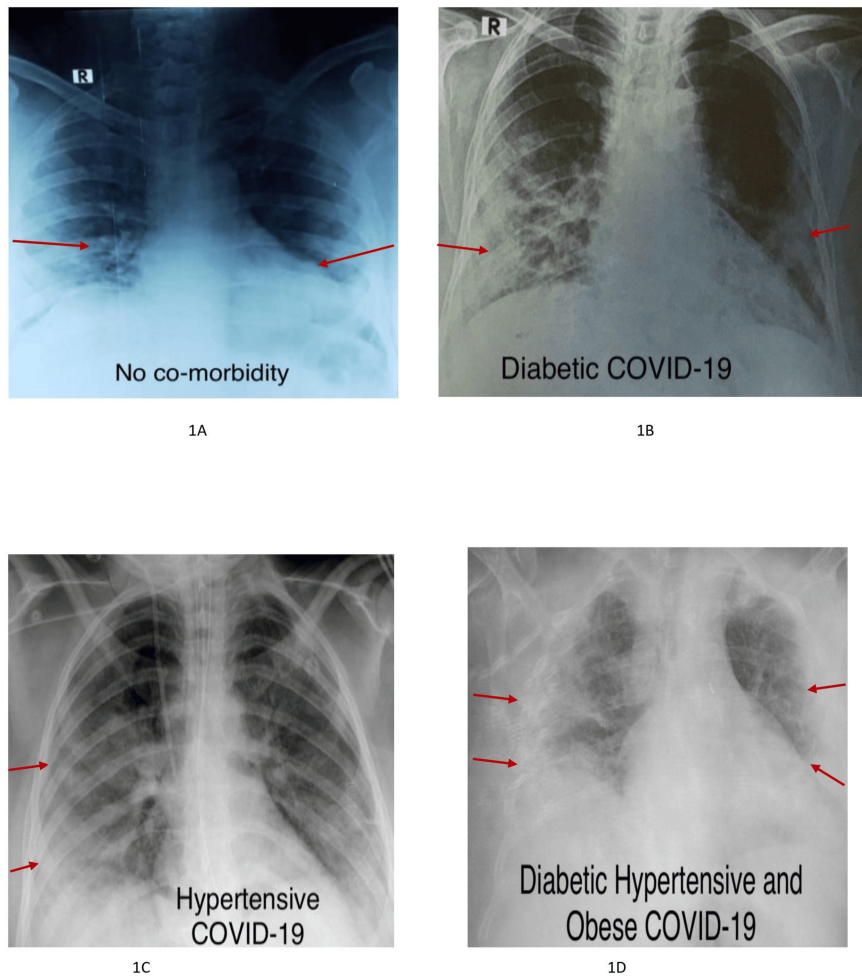 R
No co-morbidity
1A
R
Diabetic COVID-19
1B
Hypertensive
COVID-19
1C
Diabetic Hypertensive and
Obese COVID-19
1D